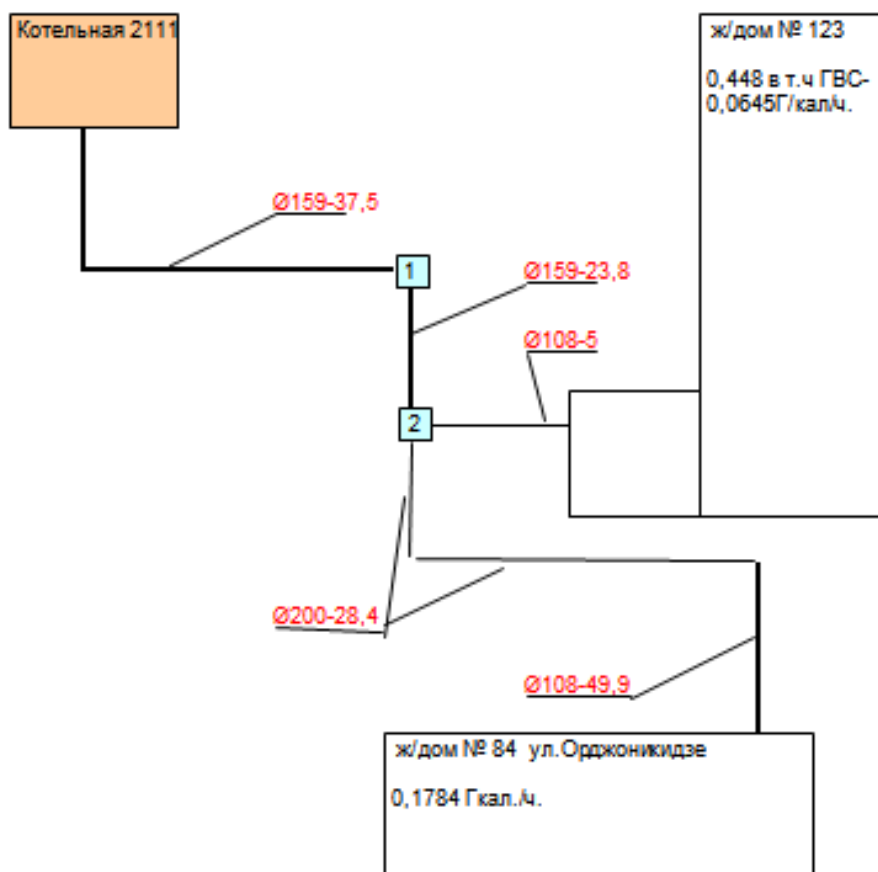 Котельная 2111
ж/дом № 123
0,448 в т.ч ГВС-
0,0645Г/кал/ч.
Ø159-37,5
1
Ø159-23,8
Ø108-5
2
Ø200-28,4
Ø108-49,9
ж/дом № 84 ул.Орджоникидзе
0,1784 Гкал./ч.